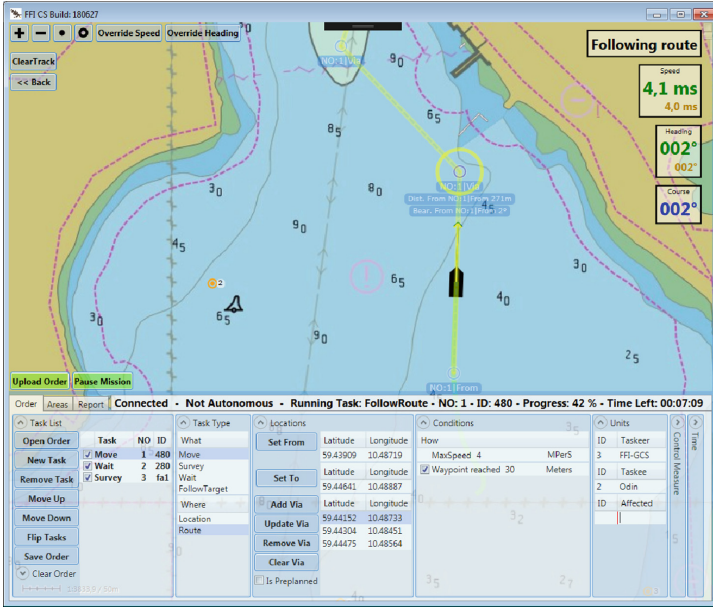 FFI CS Build: 180627
Override Speed Override Heading
ClearTrack
<< Back
Following route
Speed
4,1 ms
4,0 ms
Heading
002°
002°
Course
002°
NO:1|Via
90
85
65
30
80
NO:1|Via
Dist. From NO:1|From 271m
Bear. From NO:1|From 2°
45
90
45
30
65
2
40
30
65
90
25
NO:1|From
Upload Order Pause Mission
Order Areas Report Connected - Not Autonomous - Running Task: FollowRoute - NO: 1 - ID: 480 - Progress: 42 % - Time Left: 00:07:09
Task List
Open Order
New Task
Remove Task
Move Up
Move Down
Flip Tasks
Save Order
Clear Order
Task NO ID
Move 1 480
Wait 2 280
Survey 3 fa1
Task Type
What
Move
Survey
Wait
FollowTarget
Where
Location
Route
Locations
Set From
Latitude Longitude
59.43909 10.48719
Set To
Latitude Longitude
59.44641 10.48887
Add Via
Update Via
Remove Via
Clear Via
Latitude Longitude
59.44152 10.48733
59.44304 10.48451
59.44475 10.48564
Is Preplanned
Conditions
How
MaxSpeed 4 MPerS
Waypoint reached 30 Meters
35
32
35
27
Units
ID Taskeer
3 FFI-GCS
ID Taskee
2 Odin
ID Affected
Control Measure
Time